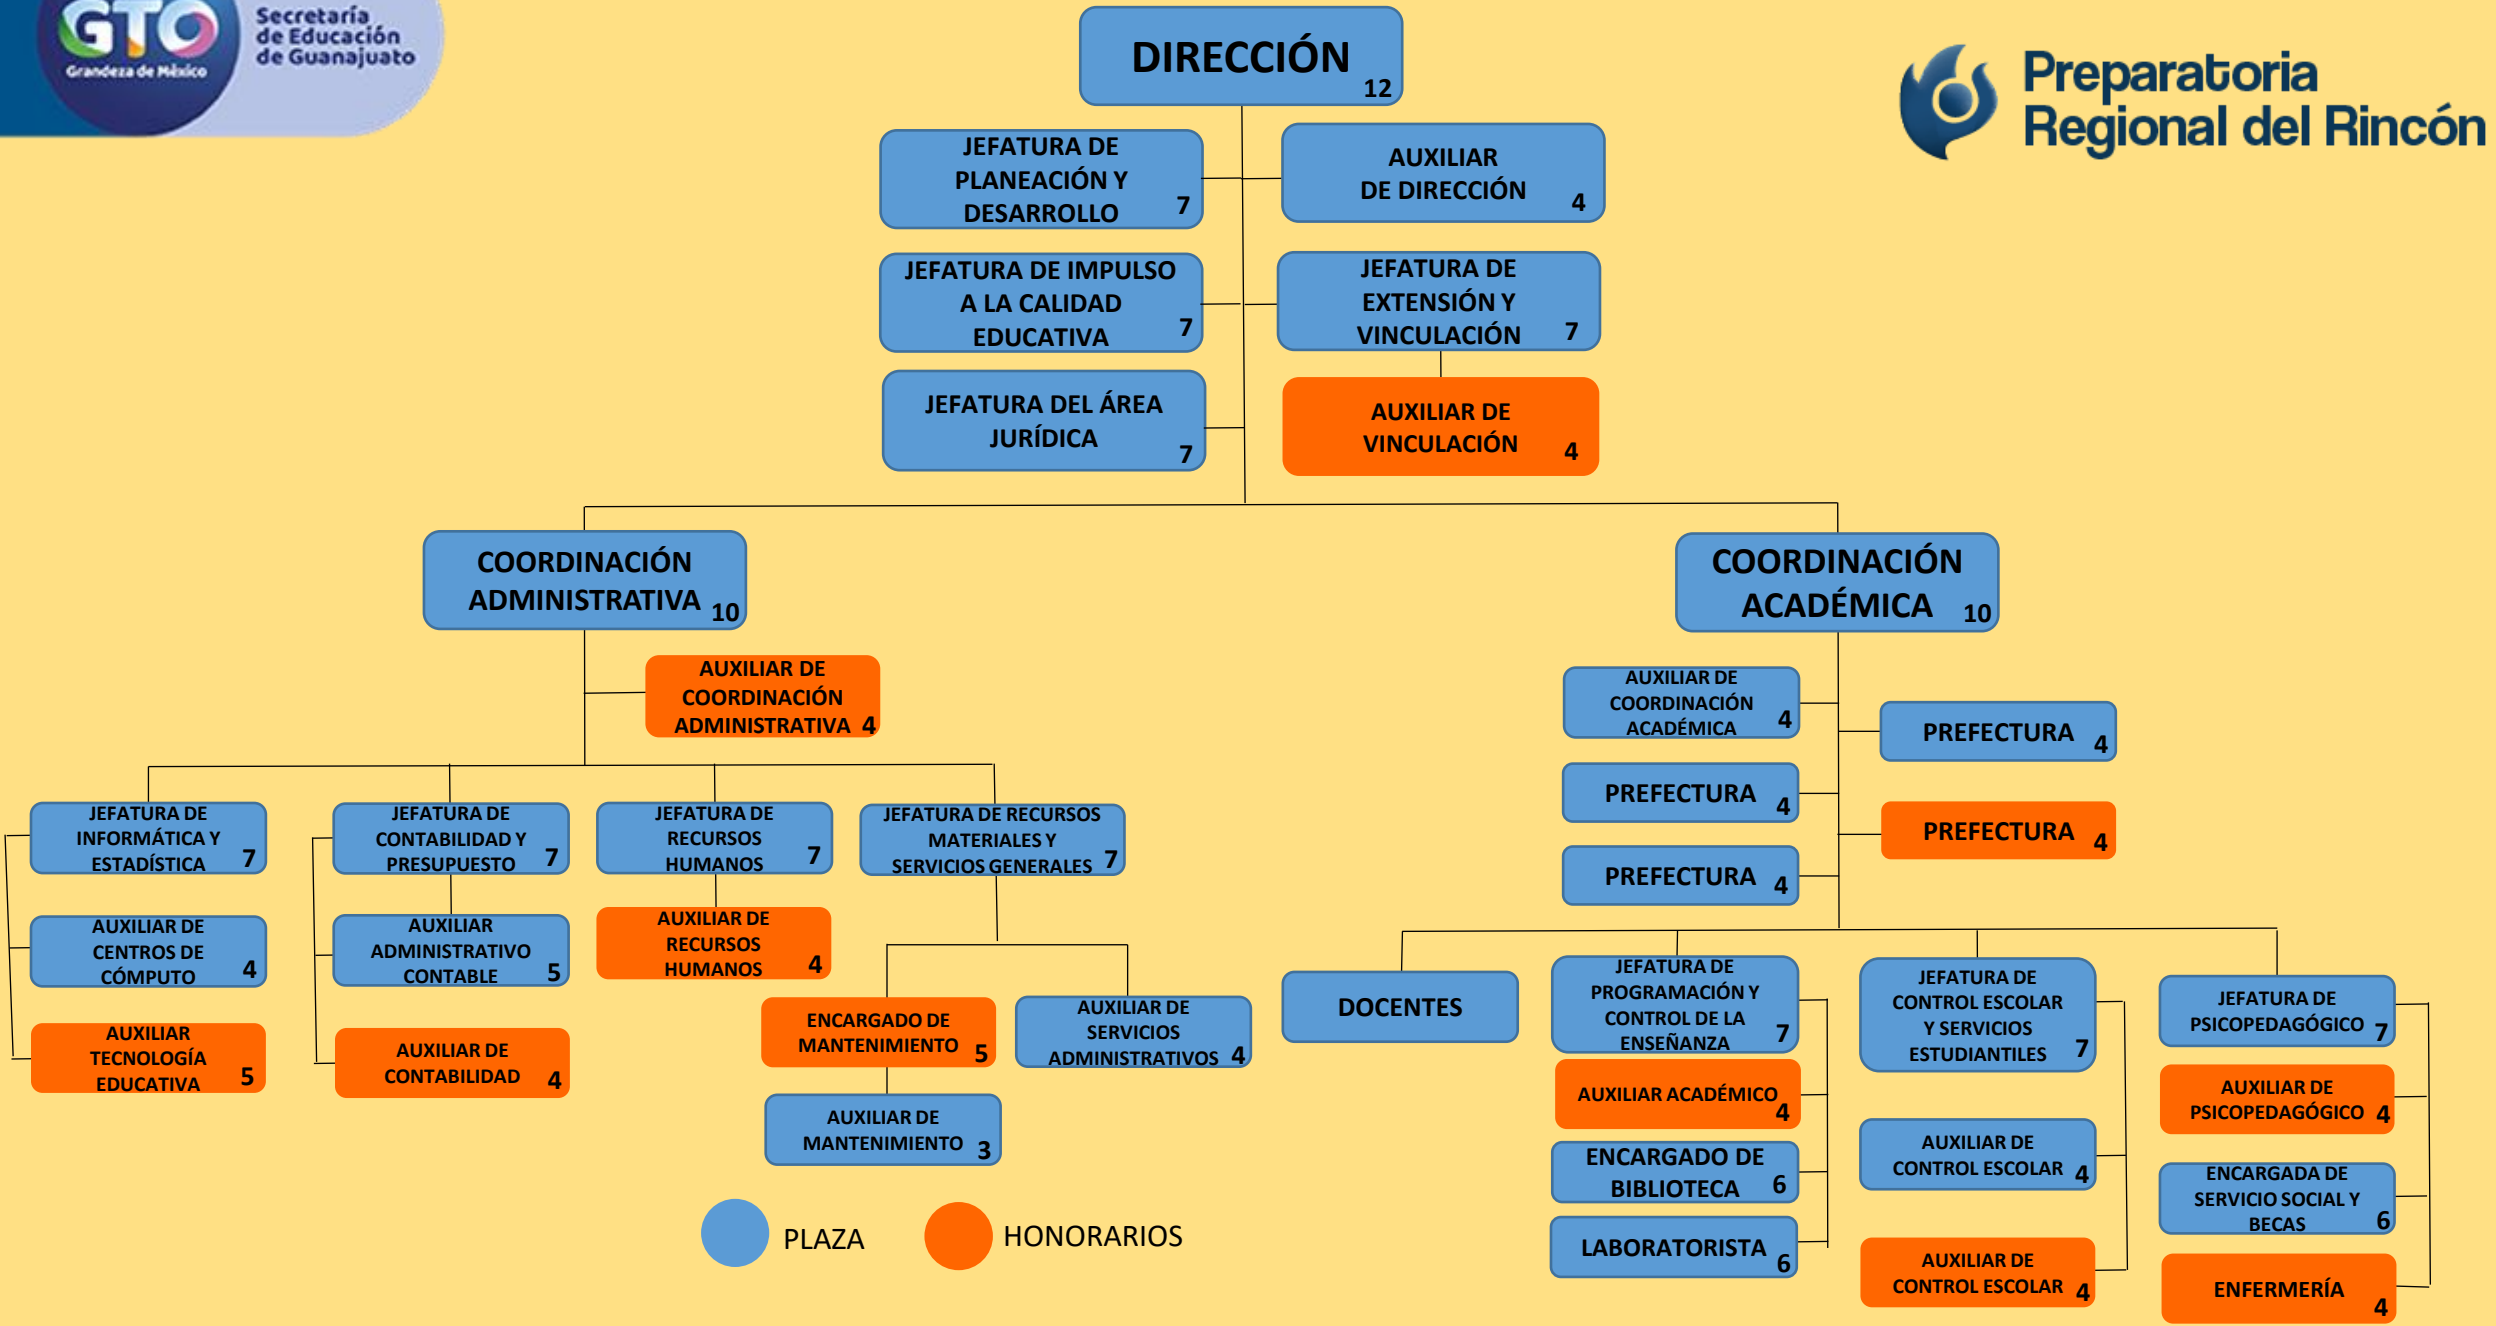 GTO
Grandeza de México
Secretaría
de Educación
de Guanajuato
Preparatoria
Regional del Rincón
DIRECCIÓN
12
JEFATURA DE
PLANEACIÓN Y
DESARROLLO
7
AUXILIAR
DE DIRECCIÓN
4
JEFATURA DE IMPULSO
A LA CALIDAD
EDUCATIVA
7
JEFATURA DE
EXTENSIÓN Y
VINCULACIÓN
7
JEFATURA DEL ÁREA
JURÍDICA
7
AUXILIAR DE
VINCULACIÓN
4
COORDINACIÓN
ADMINISTRATIVA
10
COORDINACIÓN
ACADÉMICA
10
AUXILIAR DE
COORDINACIÓN
ADMINISTRATIVA
4
AUXILIAR DE
COORDINACIÓN
ACADÉMICA
4
PREFECTURA
4
PREFECTURA
4
PREFECTURA
4
PREFECTURA
4
JEFATURA DE
INFORMÁTICA Y
ESTADÍSTICA
7
JEFATURA DE
CONTABILIDAD Y
PRESUPUESTO
7
JEFATURA DE
RECURSOS
HUMANOS
7
JEFATURA DE RECURSOS
MATERIALES Y
SERVICIOS GENERALES
7
AUXILIAR DE
CENTROS DE
CÓMPUTO
4
AUXILIAR
ADMINISTRATIVO
CONTABLE
5
AUXILIAR DE
RECURSOS
HUMANOS
4
AUXILIAR
TECNOLOGÍA
EDUCATIVA
5
AUXILIAR DE
CONTABILIDAD
4
ENCARGADO DE
MANTENIMIENTO
5
AUXILIAR DE
SERVICIOS
ADMINISTRATIVOS
4
AUXILIAR DE
MANTENIMIENTO
3
DOCENTES
JEFATURA DE
PROGRAMACIÓN Y
CONTROL DE LA
ENSEÑANZA
7
JEFATURA DE
CONTROL ESCOLAR
Y SERVICIOS
ESTUDIANTILES
7
JEFATURA DE
PSICOPEDAGÓGICO
7
AUXILIAR ACADÉMICO
4
ENCARGADO DE
BIBLIOTECA
6
LABORATORISTA
6
AUXILIAR DE
CONTROL ESCOLAR
4
AUXILIAR DE
CONTROL ESCOLAR
4
AUXILIAR DE
PSICOPEDAGÓGICO
4
ENCARGADA DE
SERVICIO SOCIAL Y
BECAS
6
ENFERMERÍA
4
PLAZA
HONORARIOS